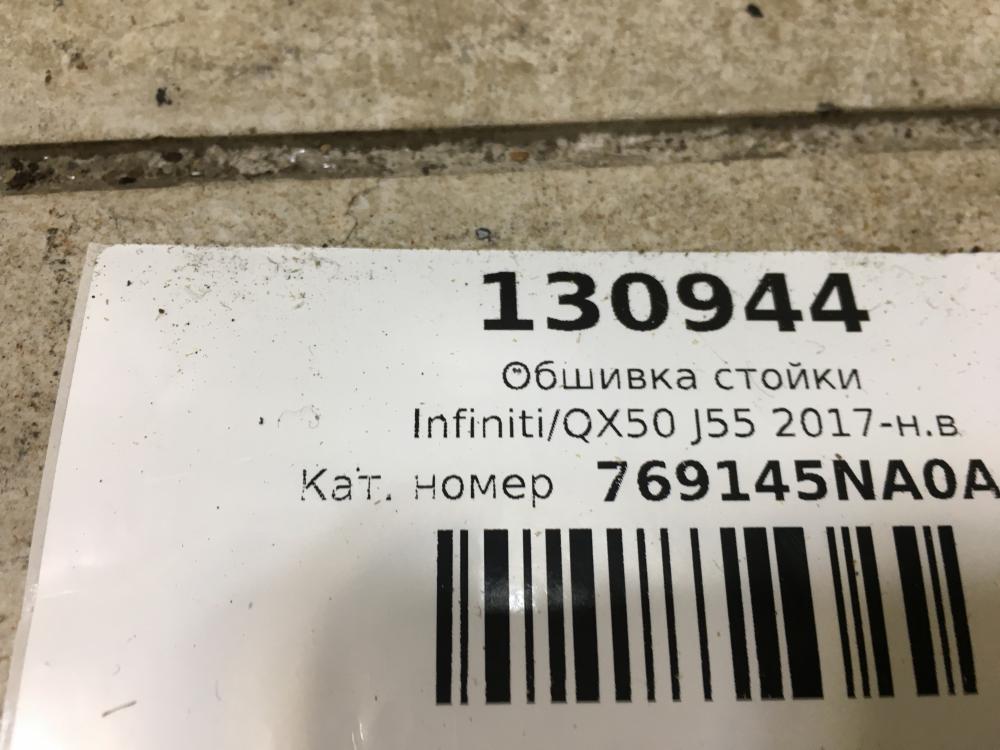 130944
Обшивка стойки
Infiniti/QX50 J55 2017-н.в
Кат. номер 769145NA0A